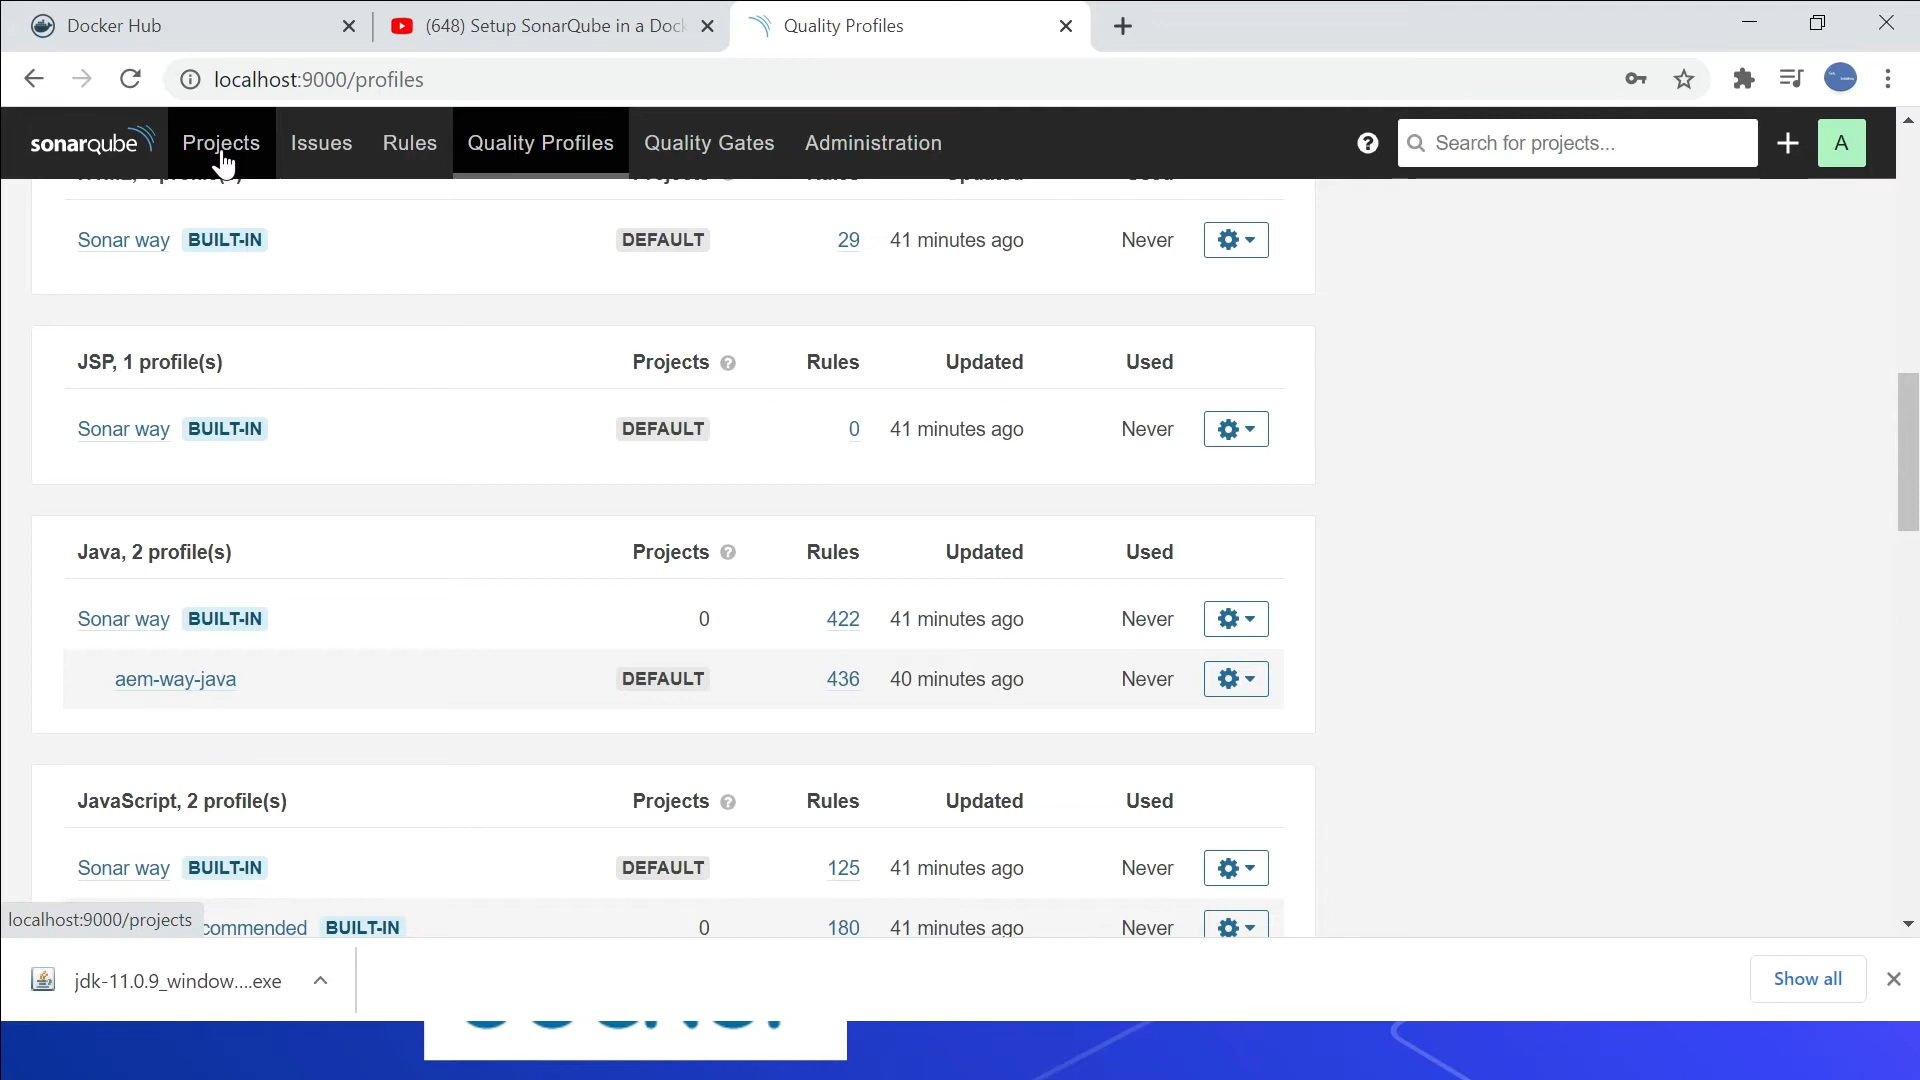 Docker Hub
(648) Setup SonarQube in a Dock
Quality Profiles
localhost:9000/profiles
sonarqube
Projects
Issues
Rules
Quality Profiles
Quality Gates
Administration
Search for projects...
A
Sonar way BUILT-IN DEFAULT 29 41 minutes ago Never
JSP, 1 profile(s) Projects Rules Updated Used
Sonar way BUILT-IN DEFAULT 0 41 minutes ago Never
Java, 2 profile(s) Projects Rules Updated Used
Sonar way BUILT-IN 0 422 41 minutes ago Never
aem-way-java DEFAULT 436 40 minutes ago Never
JavaScript, 2 profile(s) Projects Rules Updated Used
Sonar way BUILT-IN DEFAULT 125 41 minutes ago Never
commended BUILT-IN 0 180 41 minutes ago Never
localhost:9000/projects
jdk-11.0.9_window....exe
Show all